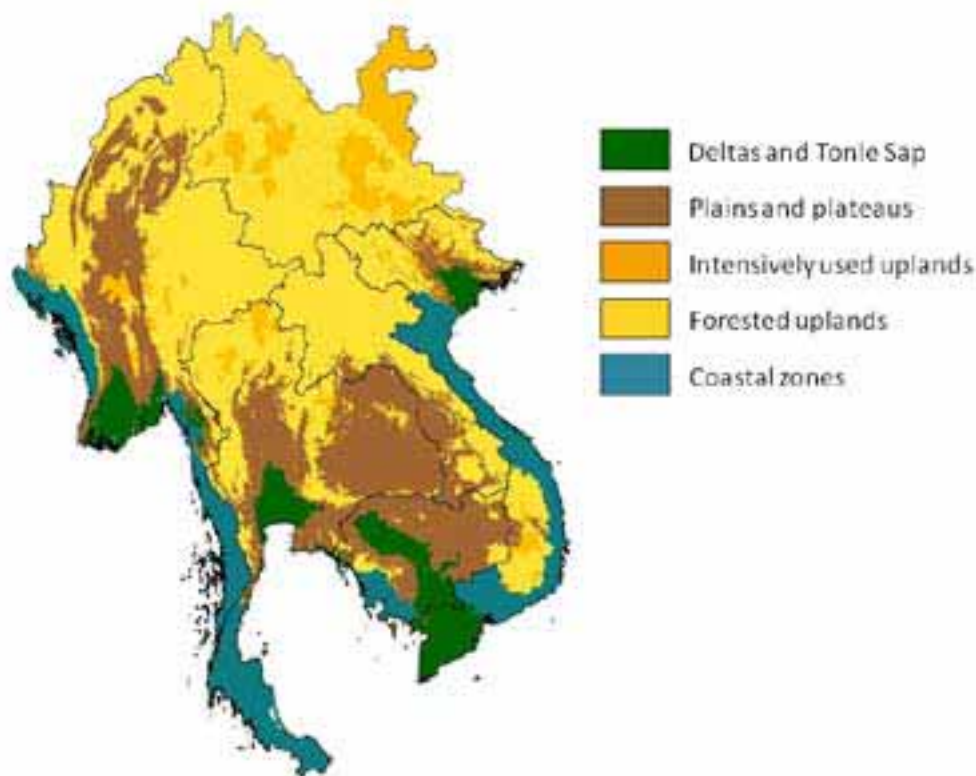 Deltas and Tonle Sap
Plains and plateaus
Intensively used uplands
Forested uplands
Coastal zones